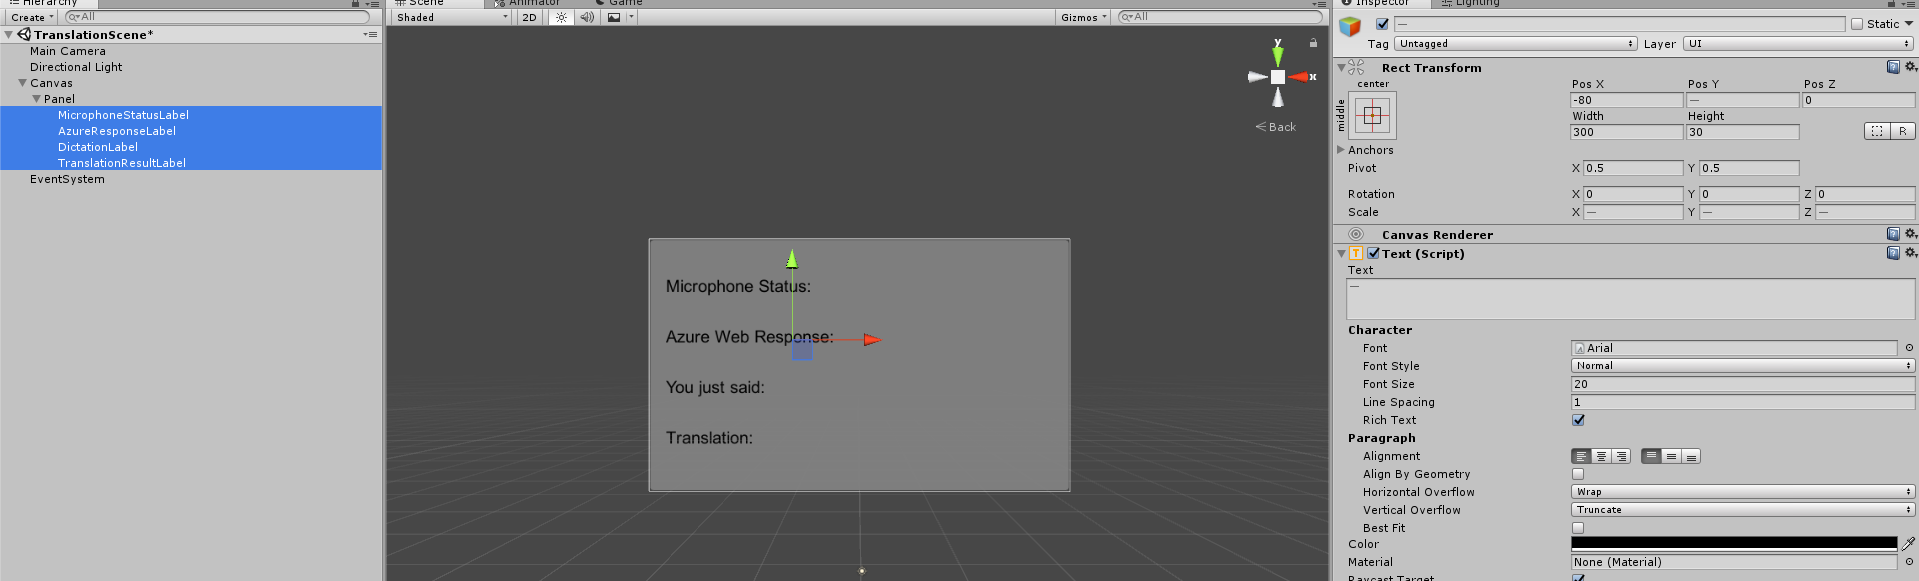 Hierarchy
Create
All
TranslationScene*
Main Camera
Directional Light
Canvas
Panel
MicrophoneStatusLabel
AzureResponseLabel
DictationLabel
TranslationResultLabel
EventSystem
Scene Animator Game
Shaded 2D Gizmos All
y
x
Back
Microphone Status:
Azure Web Response:
You just said:
Translation:
Inspector Lighting
— Static
Tag Untagged Layer UI
Rect Transform
center
middle
Pos X Pos Y Pos Z
-80 — 0
Width Height
300 30 R
Anchors
Pivot X 0.5 Y 0.5
Rotation X 0 Y 0 Z 0
Scale X — Y — Z —
Canvas Renderer
T Text (Script)
Text
—
Character
Font Arial
Font Style Normal
Font Size 20
Line Spacing 1
Rich Text
Paragraph
Alignment
Align By Geometry
Horizontal Overflow Wrap
Vertical Overflow Truncate
Best Fit
Color
Material None (Material)
Raycast Target